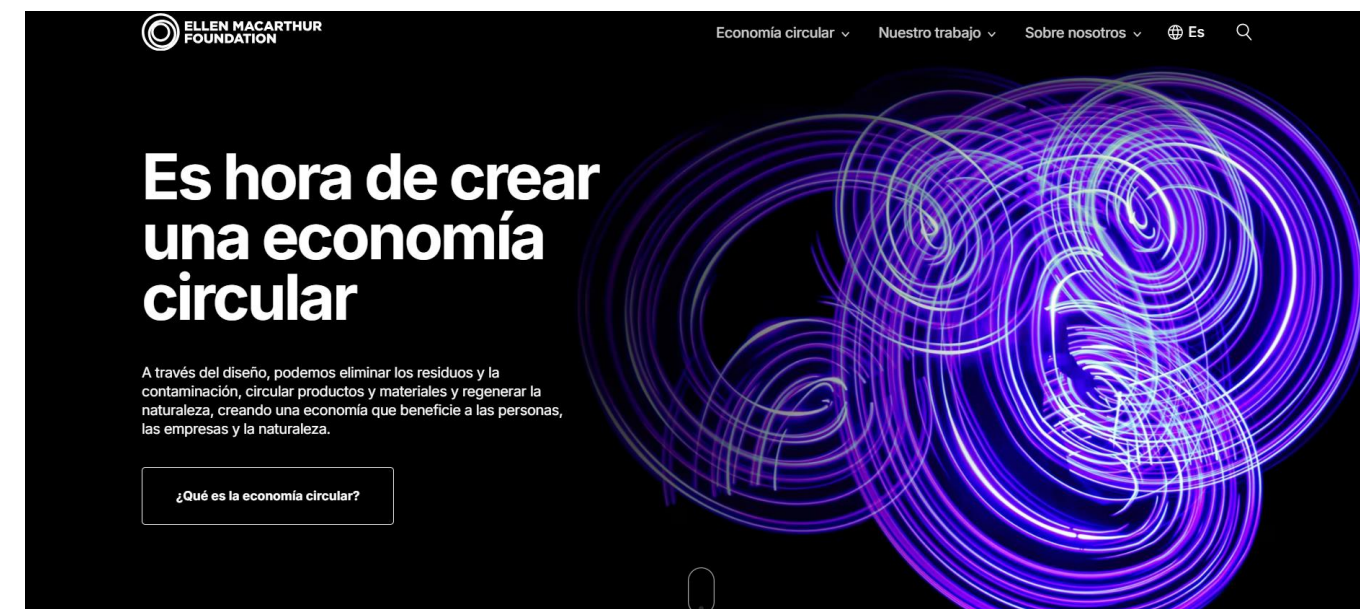 ELLEN MACARTHUR
FOUNDATION
Economía circular
Nuestro trabajo
Sobre nosotros
Es
Es hora de crear
una economía
circular
A través del diseño, podemos eliminar los residuos y la
contaminación, circular productos y materiales y regenerar la
naturaleza, creando una economía que beneficie a las personas,
las empresas y la naturaleza.
¿Qué es la economía circular?